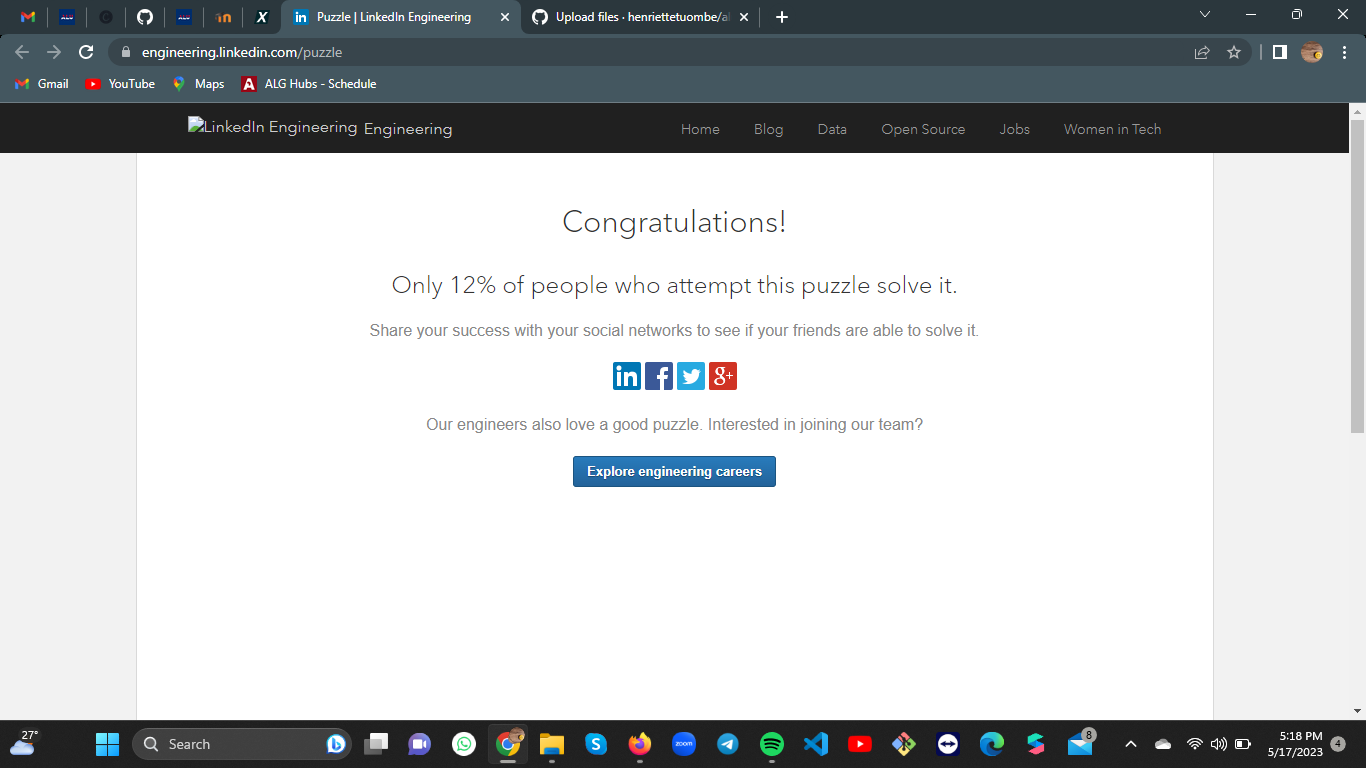 Puzzle | LinkedIn Engineering
Upload files · henriettetuombe/al
engineering.linkedin.com/puzzle
Gmail
YouTube
Maps
A
ALG Hubs - Schedule
LinkedIn Engineering
Engineering
Home
Blog
Data
Open Source
Jobs
Women in Tech
Congratulations!
Only 12% of people who attempt this puzzle solve it.
Share your success with your social networks to see if your friends are able to solve it.
in f g+
Our engineers also love a good puzzle. Interested in joining our team?
Explore engineering careers
27°
Search
zoom
8
5:18 PM
5/17/2023
4